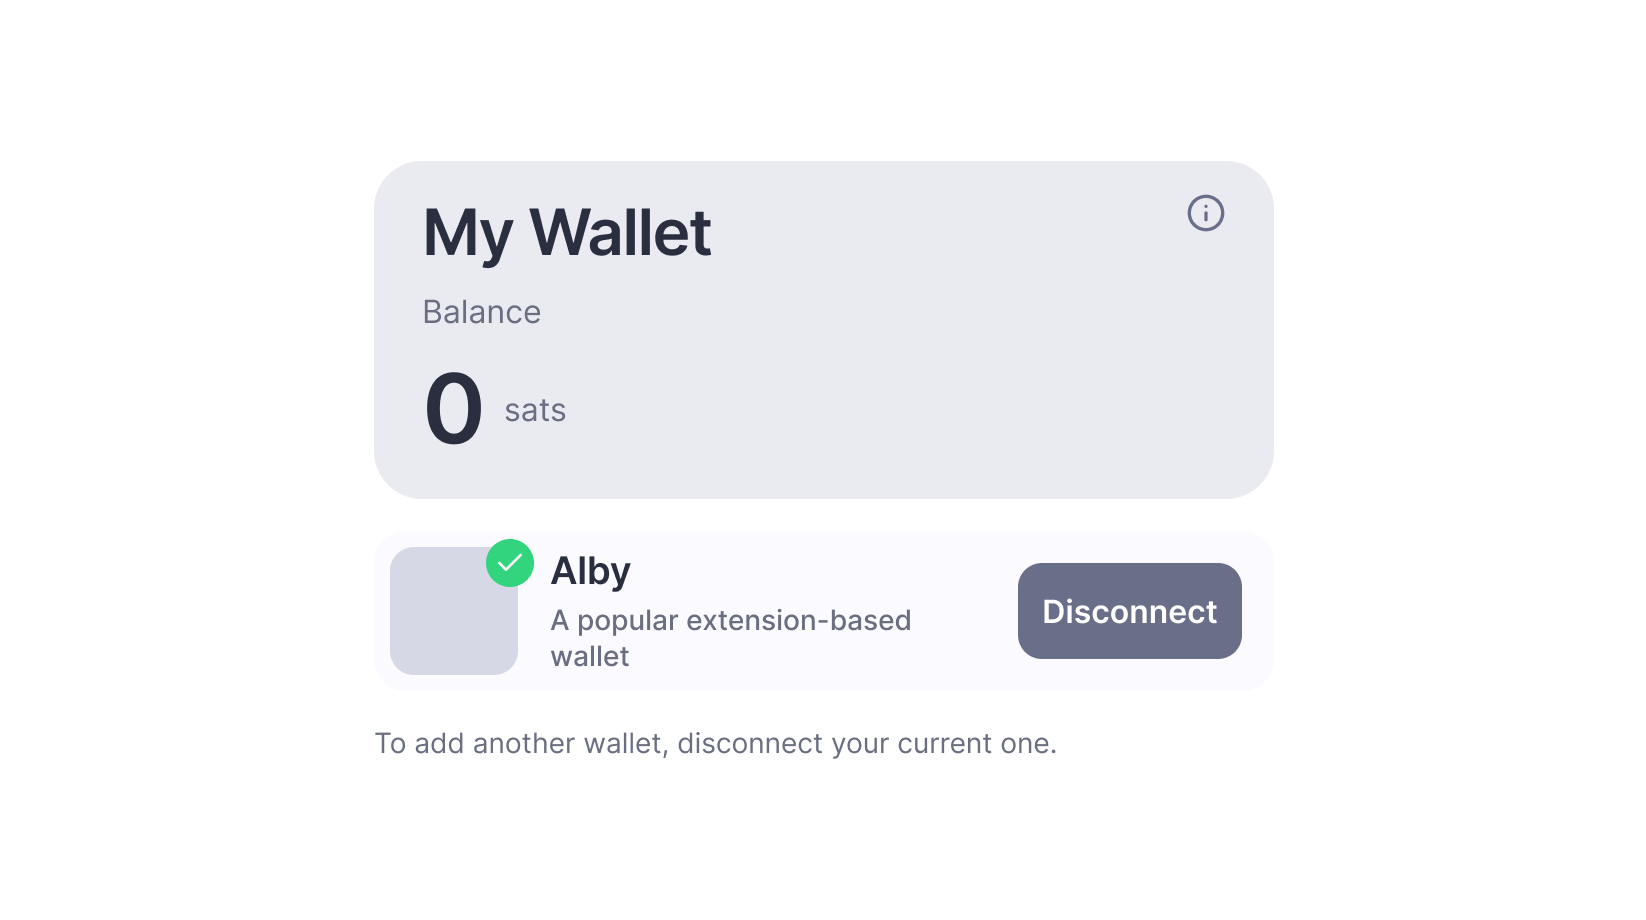 My Wallet
Balance
0 sats
Alby
A popular extension-based
wallet
Disconnect
To add another wallet, disconnect your current one.